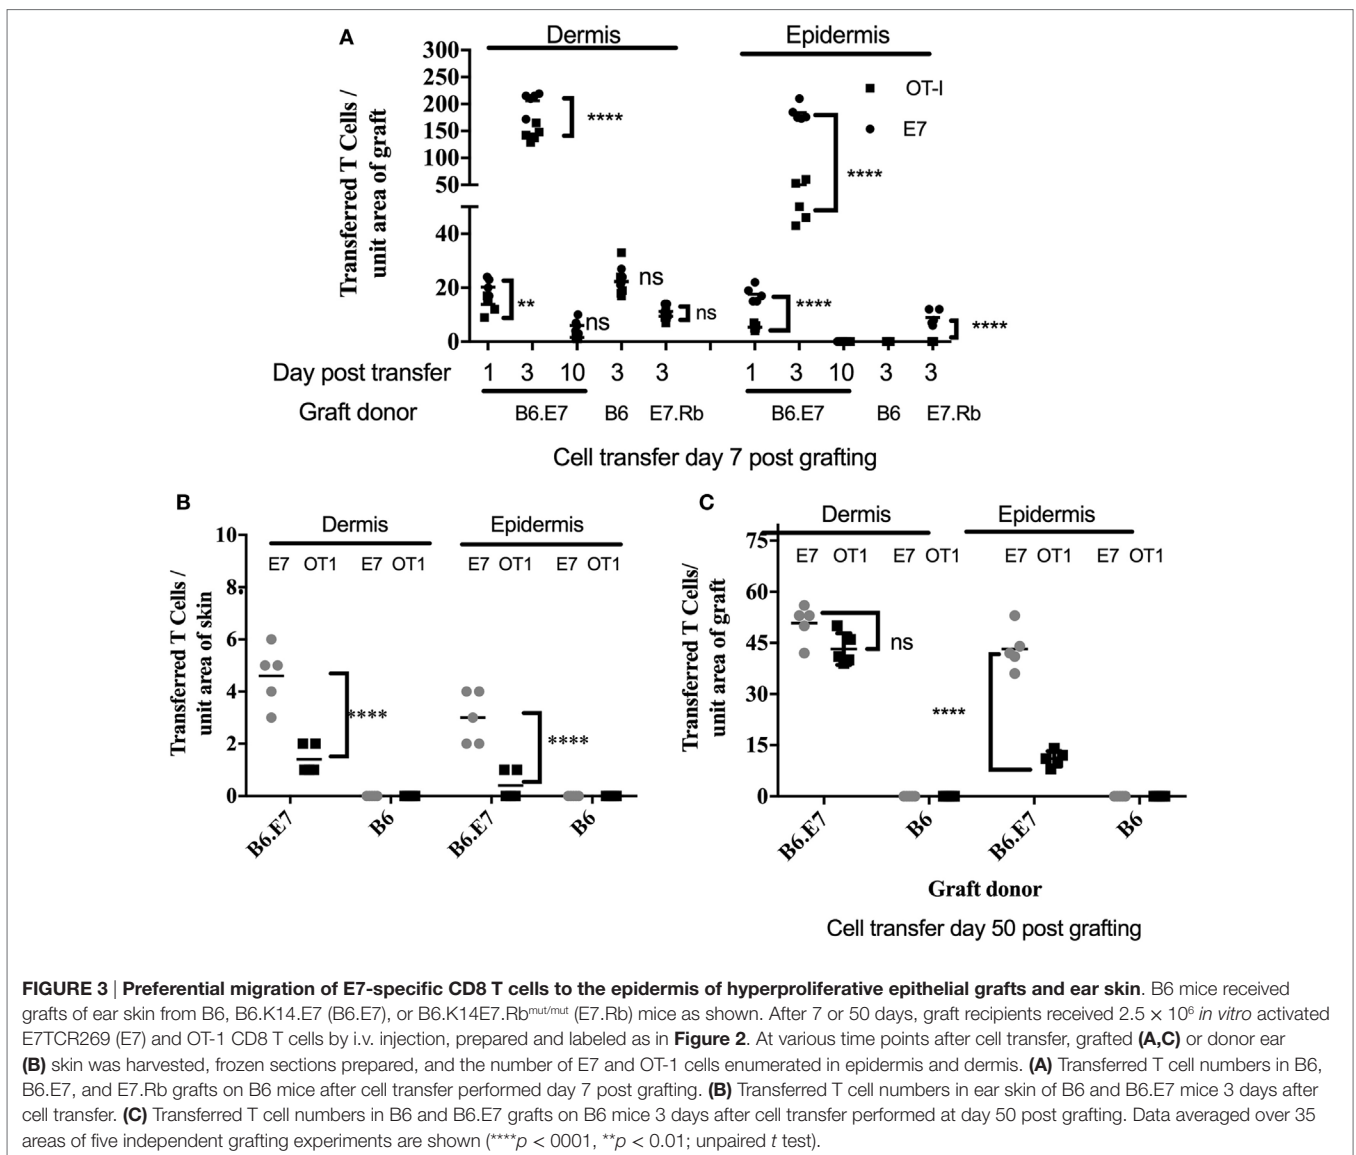 A
Dermis
Epidermis
Transferred T Cells /
unit area of graft
300
250
200
150
100
50
40
20
0
OT-I
E7
****
****
**
ns
ns
ns
****
****
Day post transfer 1 3 10 3 3 1 3 10 3 3
Graft donor B6.E7 B6 E7.Rb B6.E7 B6 E7.Rb
Cell transfer day 7 post grafting
B
Dermis
Epidermis
E7 OT1 E7 OT1 E7 OT1 E7 OT1
Transferred T Cells /
unit area of skin
10
8
6
4
2
0
****
****
B6.E7 B6 B6.E7 B6
C
Dermis
Epidermis
E7 OT1 E7 OT1 E7 OT1 E7 OT1
Transferred T Cells/
unit area of graft
75
60
45
30
15
0
ns
****
B6.E7 B6 B6.E7 B6
Graft donor
Cell transfer day 50 post grafting
FIGURE 3 | Preferential migration of E7-specific CD8 T cells to the epidermis of hyperproliferative epithelial grafts and ear skin. B6 mice received
grafts of ear skin from B6, B6.K14.E7 (B6.E7), or B6.K14E7.Rbᵐᵘᵗ/ᵐᵘᵗ (E7.Rb) mice as shown. After 7 or 50 days, graft recipients received 2.5 × 10⁶ in vitro activated
E7TCR269 (E7) and OT-1 CD8 T cells by i.v. injection, prepared and labeled as in Figure 2. At various time points after cell transfer, grafted (A,C) or donor ear
(B) skin was harvested, frozen sections prepared, and the number of E7 and OT-1 cells enumerated in epidermis and dermis. (A) Transferred T cell numbers in B6,
B6.E7, and E7.Rb grafts on B6 mice after cell transfer performed day 7 post grafting. (B) Transferred T cell numbers in ear skin of B6 and B6.E7 mice 3 days after
cell transfer. (C) Transferred T cell numbers in B6 and B6.E7 grafts on B6 mice 3 days after cell transfer performed at day 50 post grafting. Data averaged over 35
areas of five independent grafting experiments are shown (****p < 0001, **p < 0.01; unpaired t test).